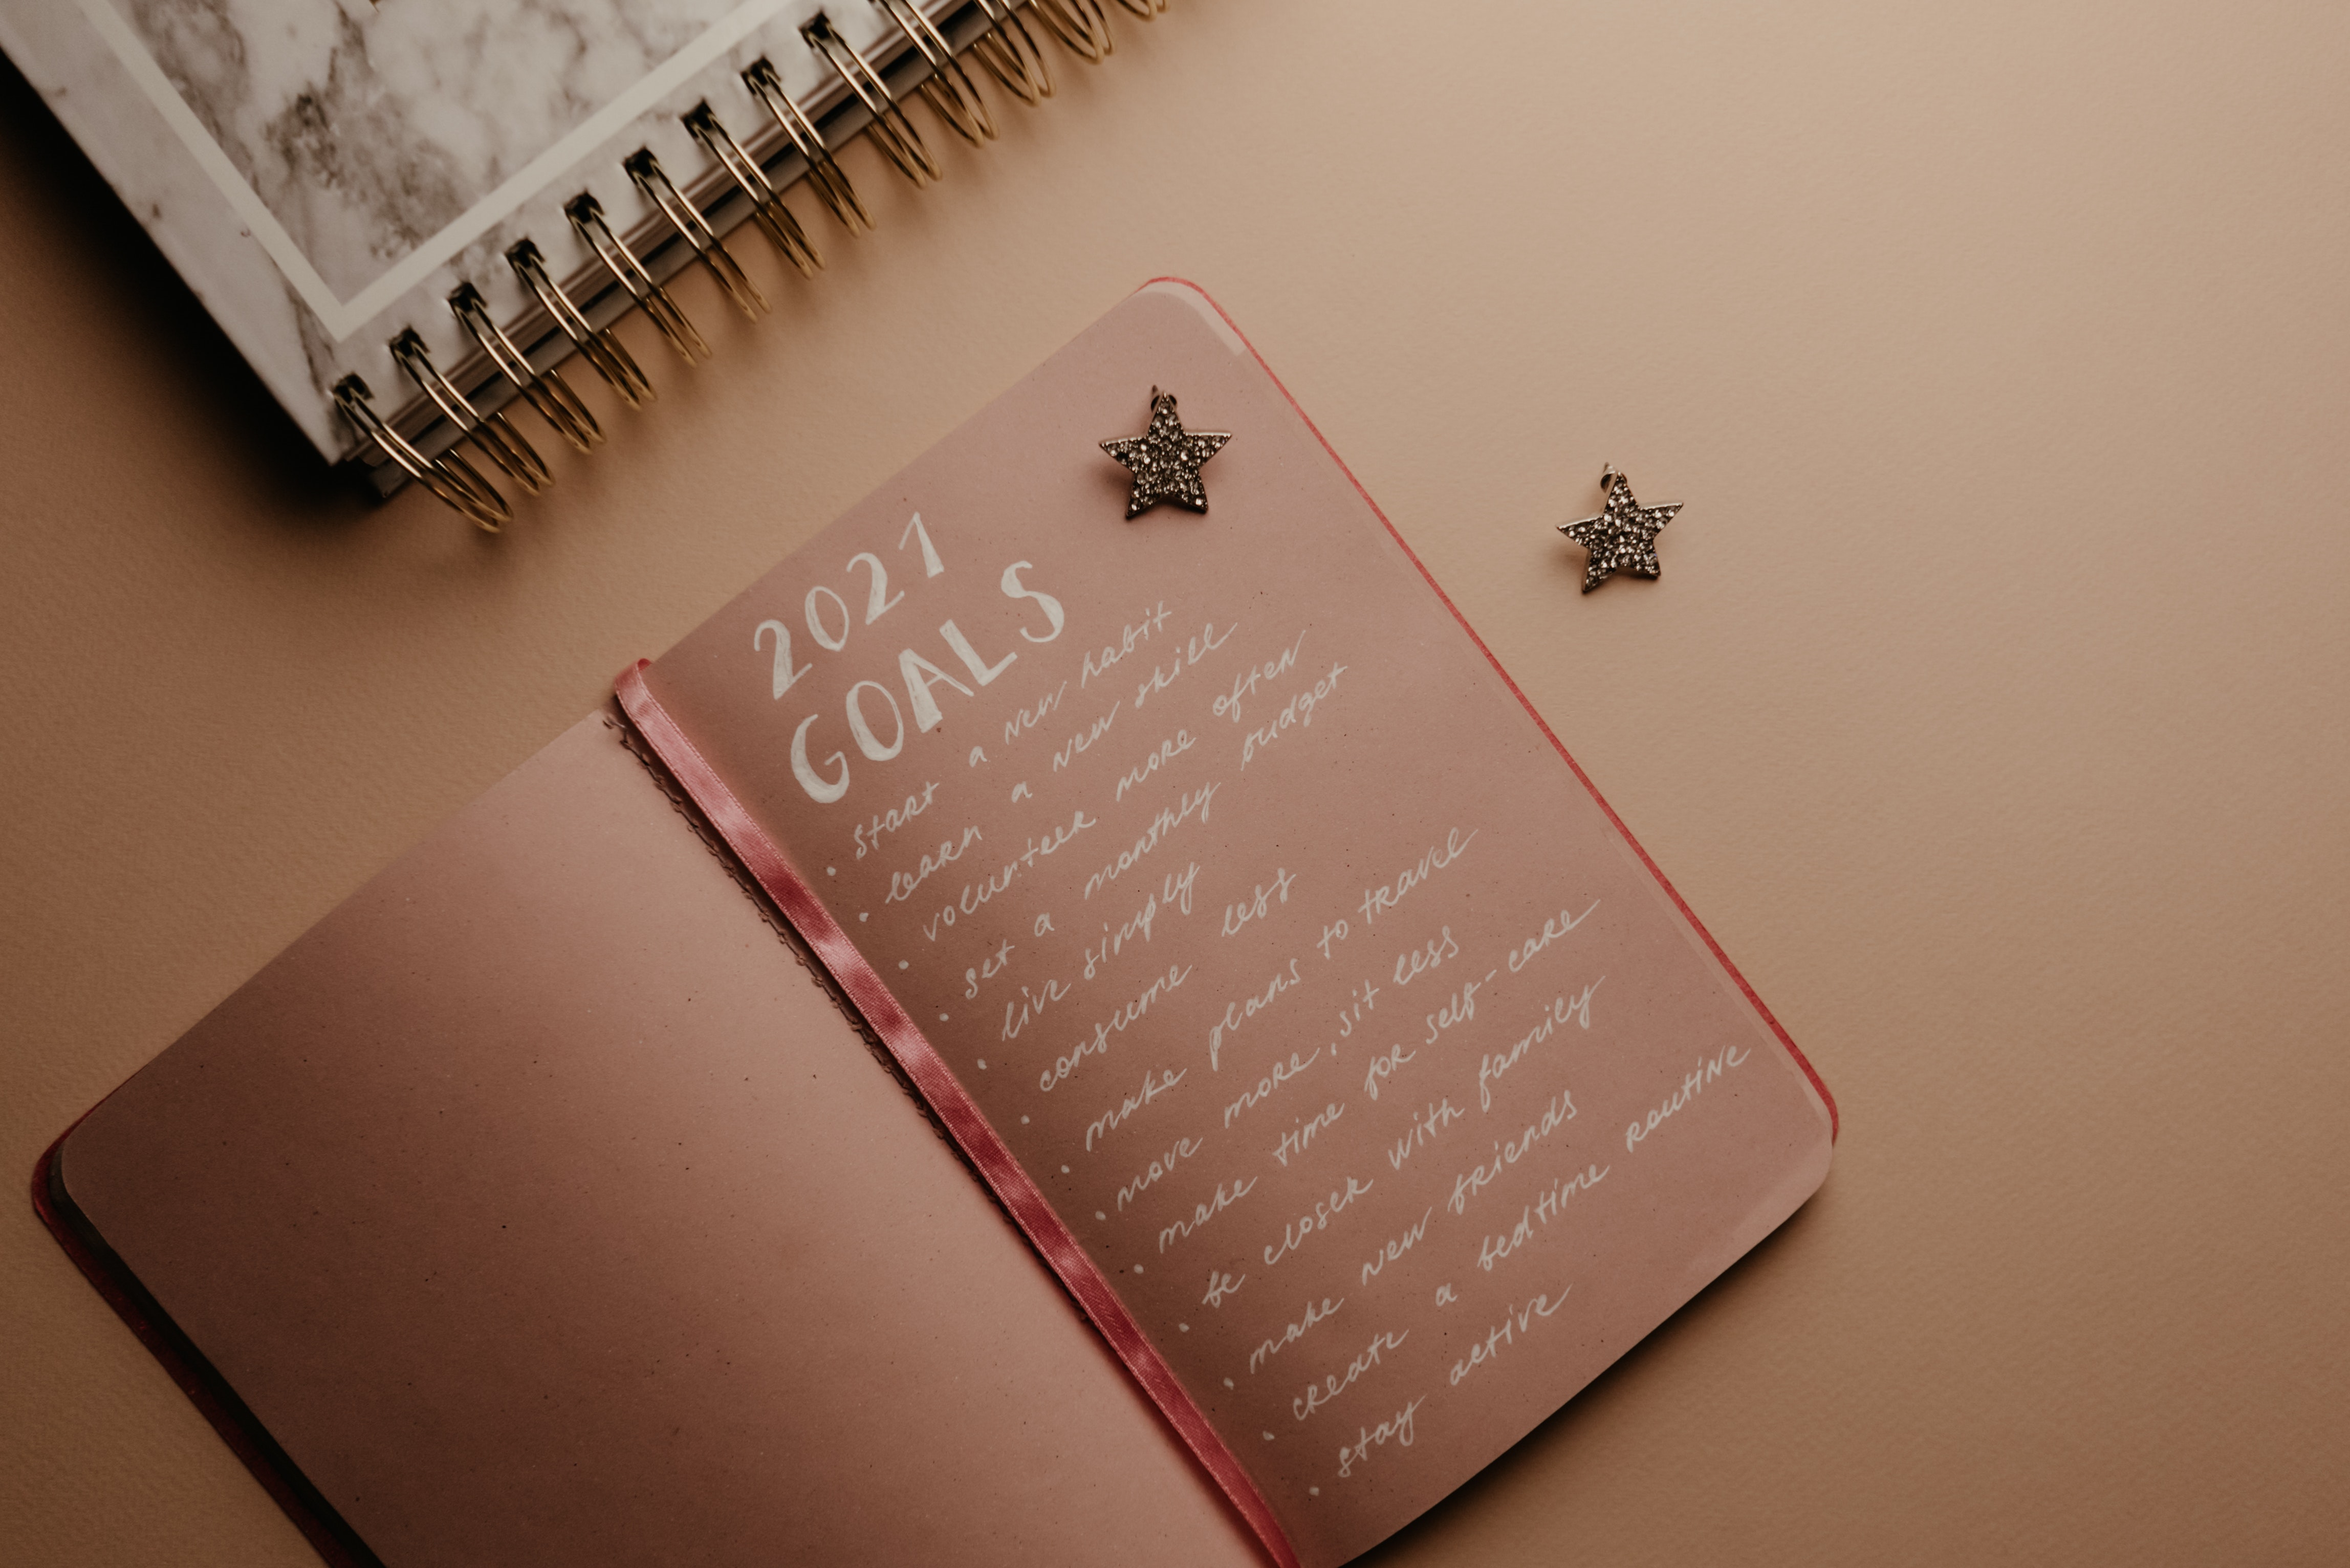 2021
GOALS
• start a new habit
• learn a new skill
• volunteer more often
• set a monthly budget
• live simply
• consume less
• make plans to travel
• move more, sit less
• make time for self-care
• be closer with family
• make new friends
• create a bedtime routine
• stay active